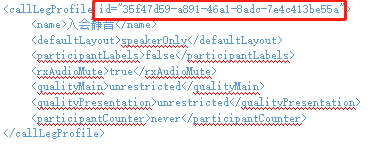 <callLegProfile id="35f47d59-a891-46a1-8adc-7e4c413be55a">
<name>入会静音</name>
<defaultLayout>speakerOnly</defaultLayout>
<participantLabels>false</participantLabels>
<rxAudioMute>true</rxAudioMute>
<qualityMain>unrestricted</qualityMain>
<qualityPresentation>unrestricted</qualityPresentation>
<participantCounter>never</participantCounter>
</callLegProfile>